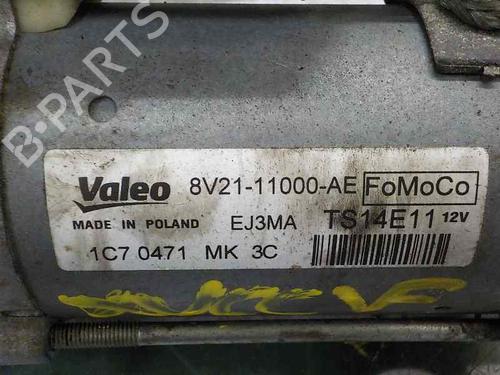 B-PARTS
Valeo 8V21-11000-AE FoMoCo
MADE IN POLAND EJ3MA TS14E11 12V
1C7 0471 MK 3C